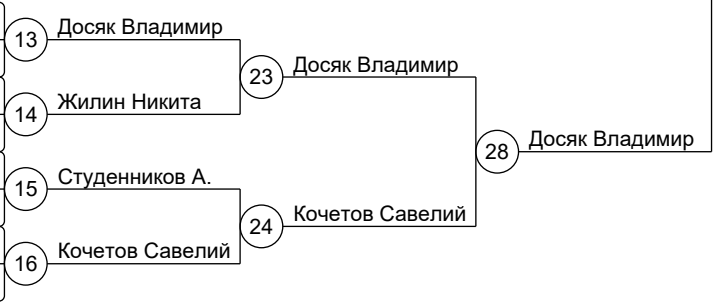 13 Досяк Владимир
23 Досяк Владимир
14 Жилин Никита
28 Досяк Владимир
15 Студенников А.
24 Кочетов Савелий
16 Кочетов Савелий